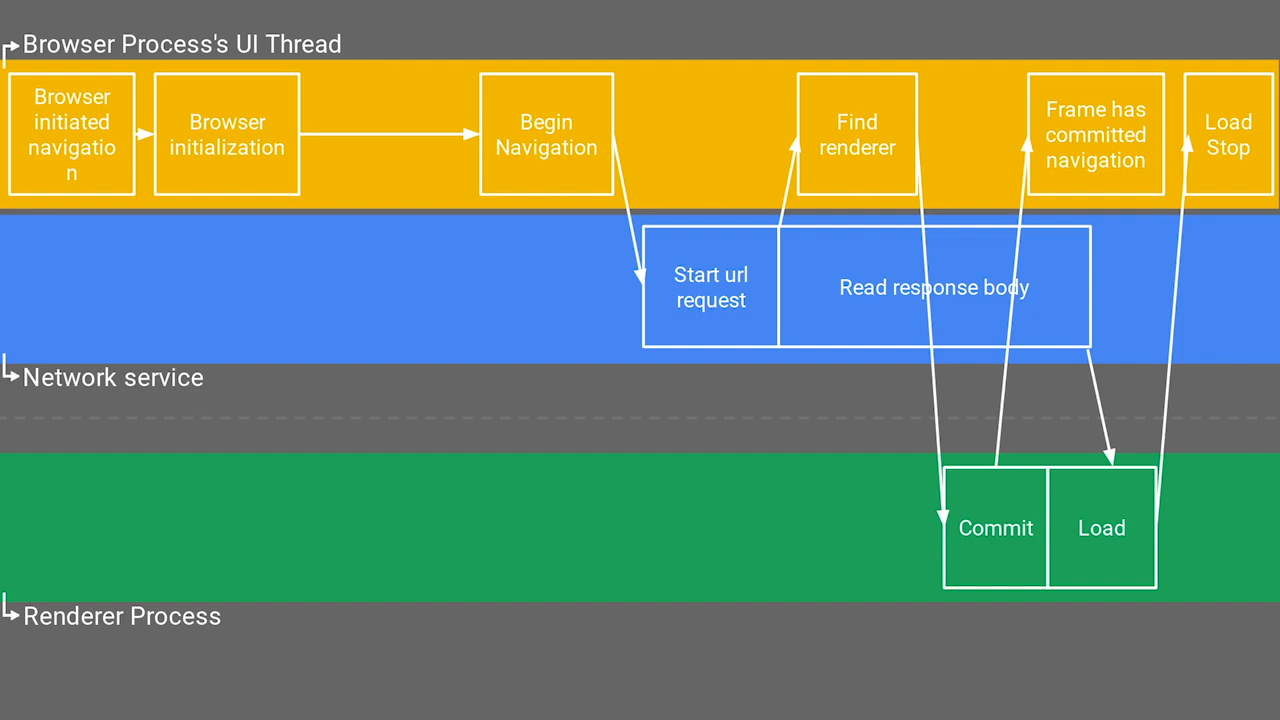 Browser Process's UI Thread
Browser
initiated
navigatio
n
Browser
initialization
Begin
Navigation
Find
renderer
Frame has
committed
navigation
Load
Stop
Start url
request
Read response body
Network service
Commit
Load
Renderer Process